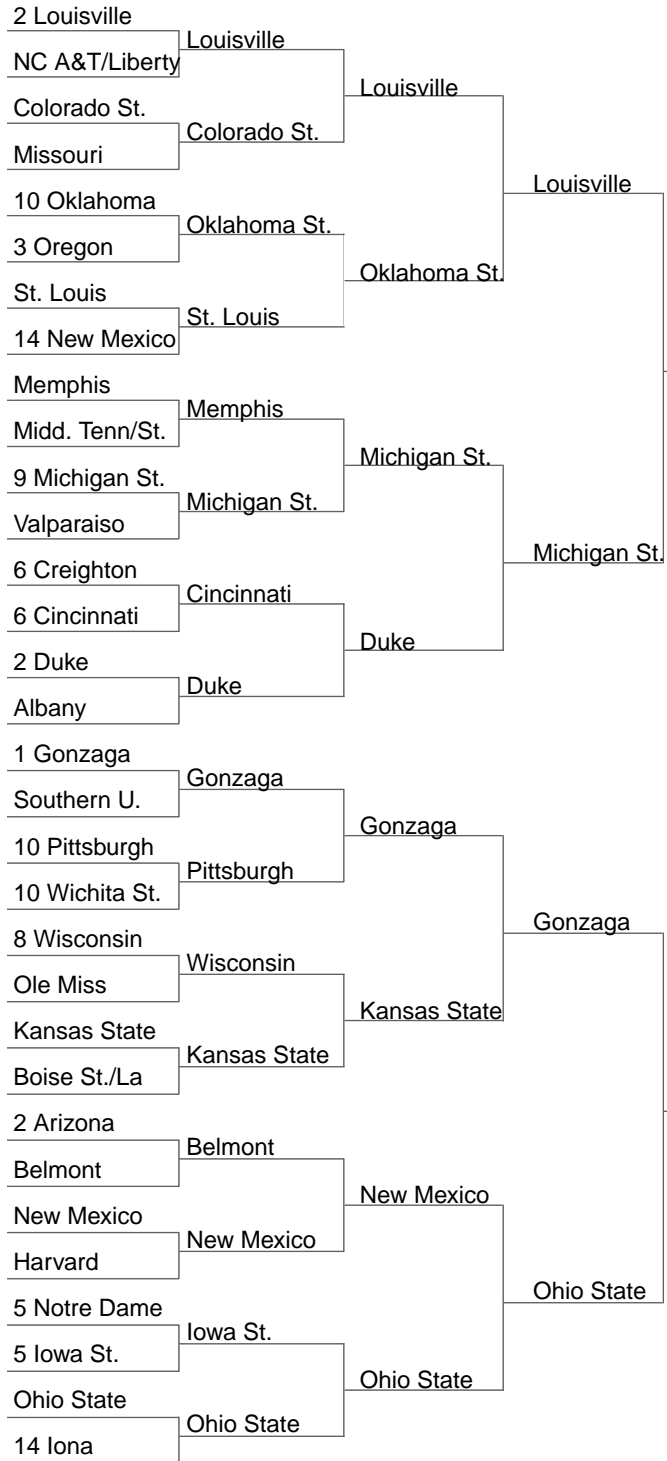 2 Louisville
Louisville
NC A&T/Liberty
Louisville
Colorado St.
Colorado St.
Missouri
Louisville
10 Oklahoma
Oklahoma St.
3 Oregon
Oklahoma St.
St. Louis
St. Louis
14 New Mexico
Memphis
Memphis
Midd. Tenn/St.
Michigan St.
9 Michigan St.
Michigan St.
Valparaiso
Michigan St.
6 Creighton
Cincinnati
6 Cincinnati
Duke
2 Duke
Duke
Albany
1 Gonzaga
Gonzaga
Southern U.
Gonzaga
10 Pittsburgh
Pittsburgh
10 Wichita St.
Gonzaga
8 Wisconsin
Wisconsin
Ole Miss
Kansas State
Kansas State
Kansas State
Boise St./La
2 Arizona
Belmont
Belmont
New Mexico
New Mexico
New Mexico
Harvard
Ohio State
5 Notre Dame
Iowa St.
5 Iowa St.
Ohio State
Ohio State
Ohio State
14 Iona